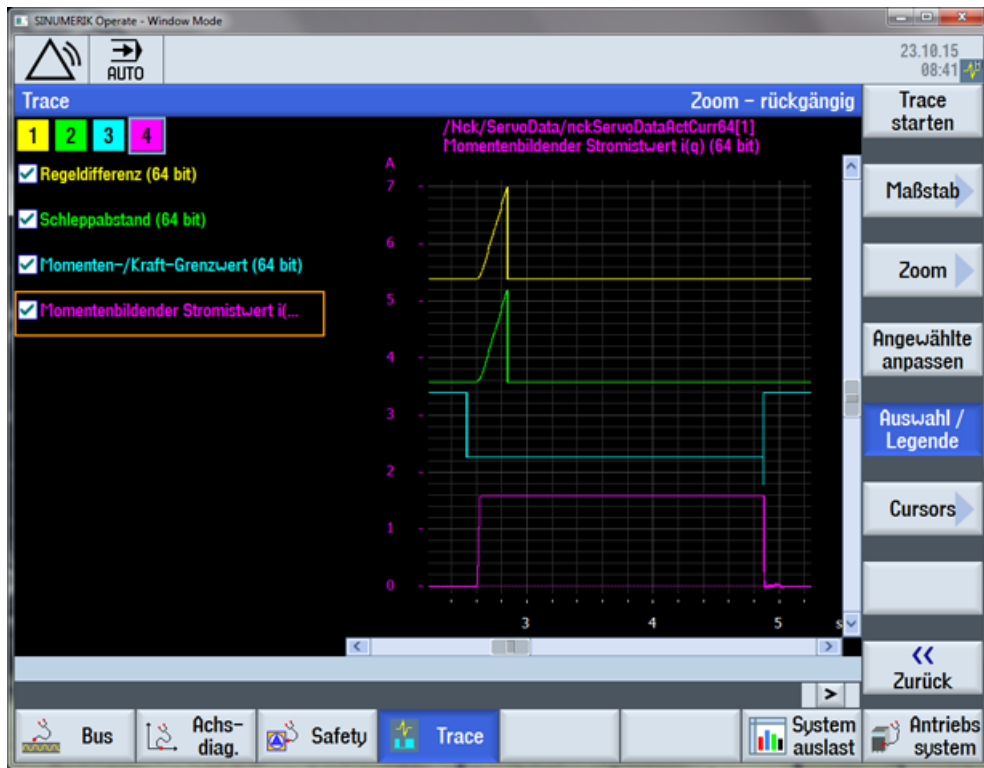 SINUMERIK Operate - Window Mode
AUTO
23.10.15
08:41
Trace
Zoom - rückgängig
1 2 3 4
Regeldifferenz (64 bit)
Schleppabstand (64 bit)
Momenten-/Kraft-Grenzwert (64 bit)
Momentenbildender Stromistwert i(...
/Nck/ServoData/nckServoDataActCurr64[1]
Momentenbildender Stromistwert i(q) (64 bit)
A
7
6
5
4
3
2
1
0
3 4 5 s
Trace
starten
Maßstab
Zoom
Angewählte
anpassen
Auswahl /
Legende
Cursors
<<
Zurück
>
Bus
Achs-
diag.
Safety
Trace
System
auslast
Antriebs
system